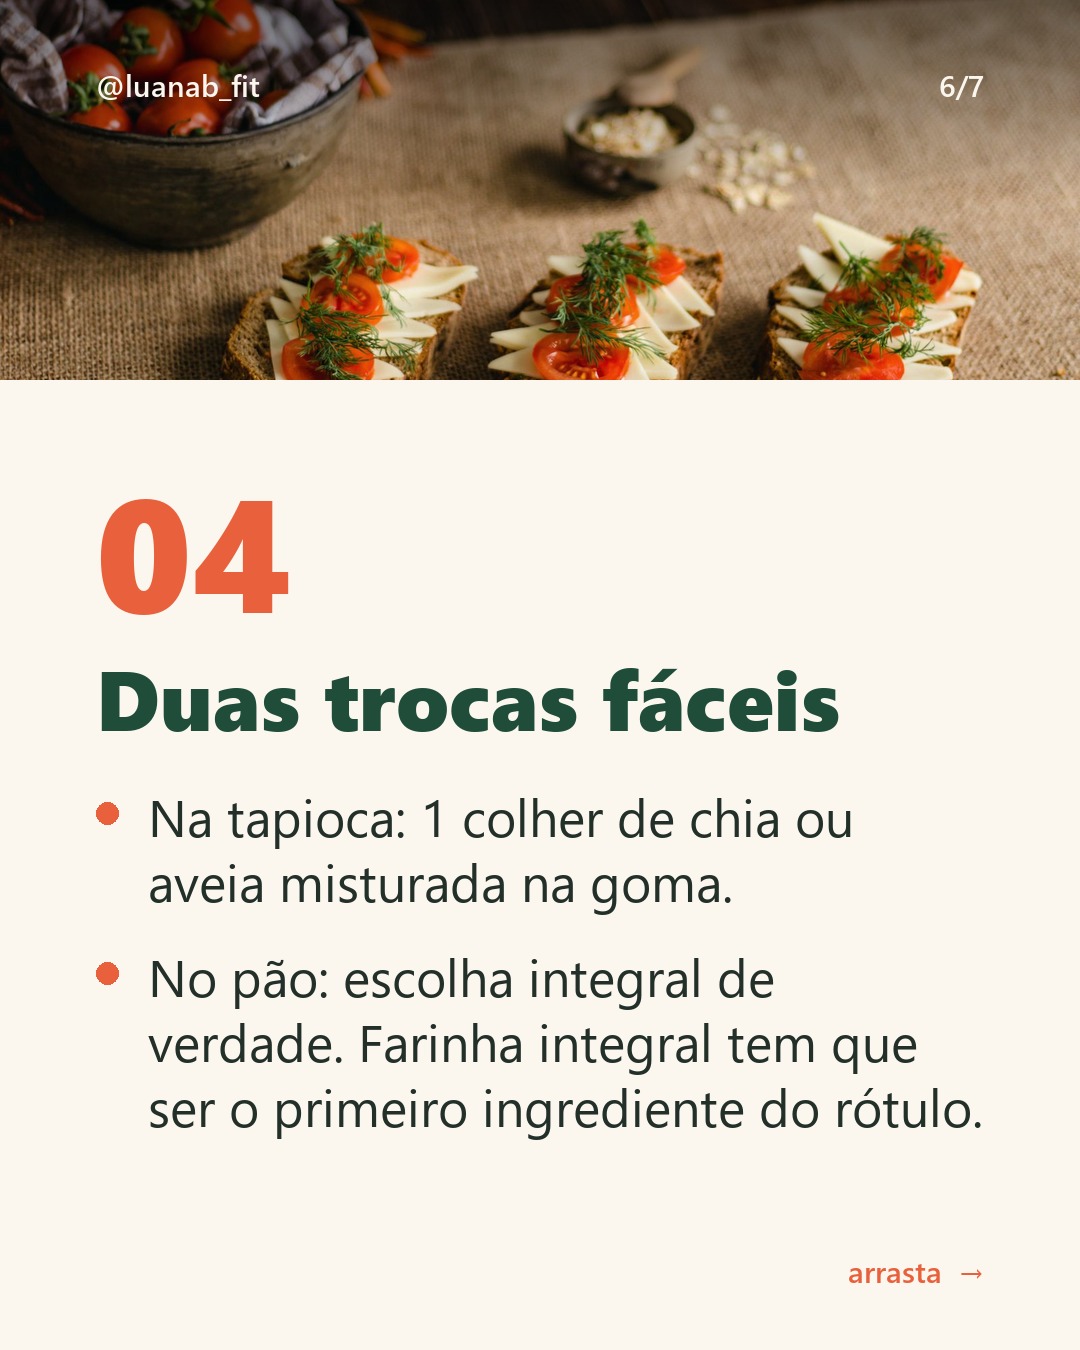 @luanab_fit
6/7
04
Duas trocas fáceis
Na tapioca: 1 colher de chia ou
aveia misturada na goma.
No pão: escolha integral de
verdade. Farinha integral tem que
ser o primeiro ingrediente do rótulo.
arrasta →